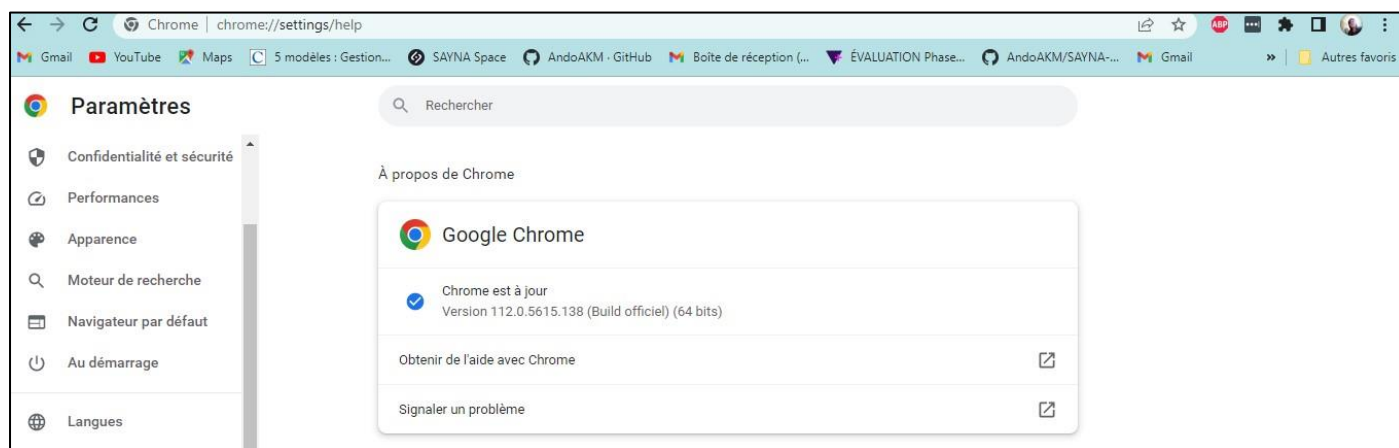 Chrome | chrome://settings/help
ABP
Gmail YouTube Maps C 5 modèles : Gestion... SAYNA Space AndoAKM · GitHub Boîte de réception (... ÉVALUATION Phase... AndoAKM/SAYNA-... Gmail » Autres favoris
Paramètres
Rechercher
Confidentialité et sécurité
Performances
Apparence
Moteur de recherche
Navigateur par défaut
Au démarrage
Langues
À propos de Chrome
Google Chrome
Chrome est à jour
Version 112.0.5615.138 (Build officiel) (64 bits)
Obtenir de l'aide avec Chrome
Signaler un problème